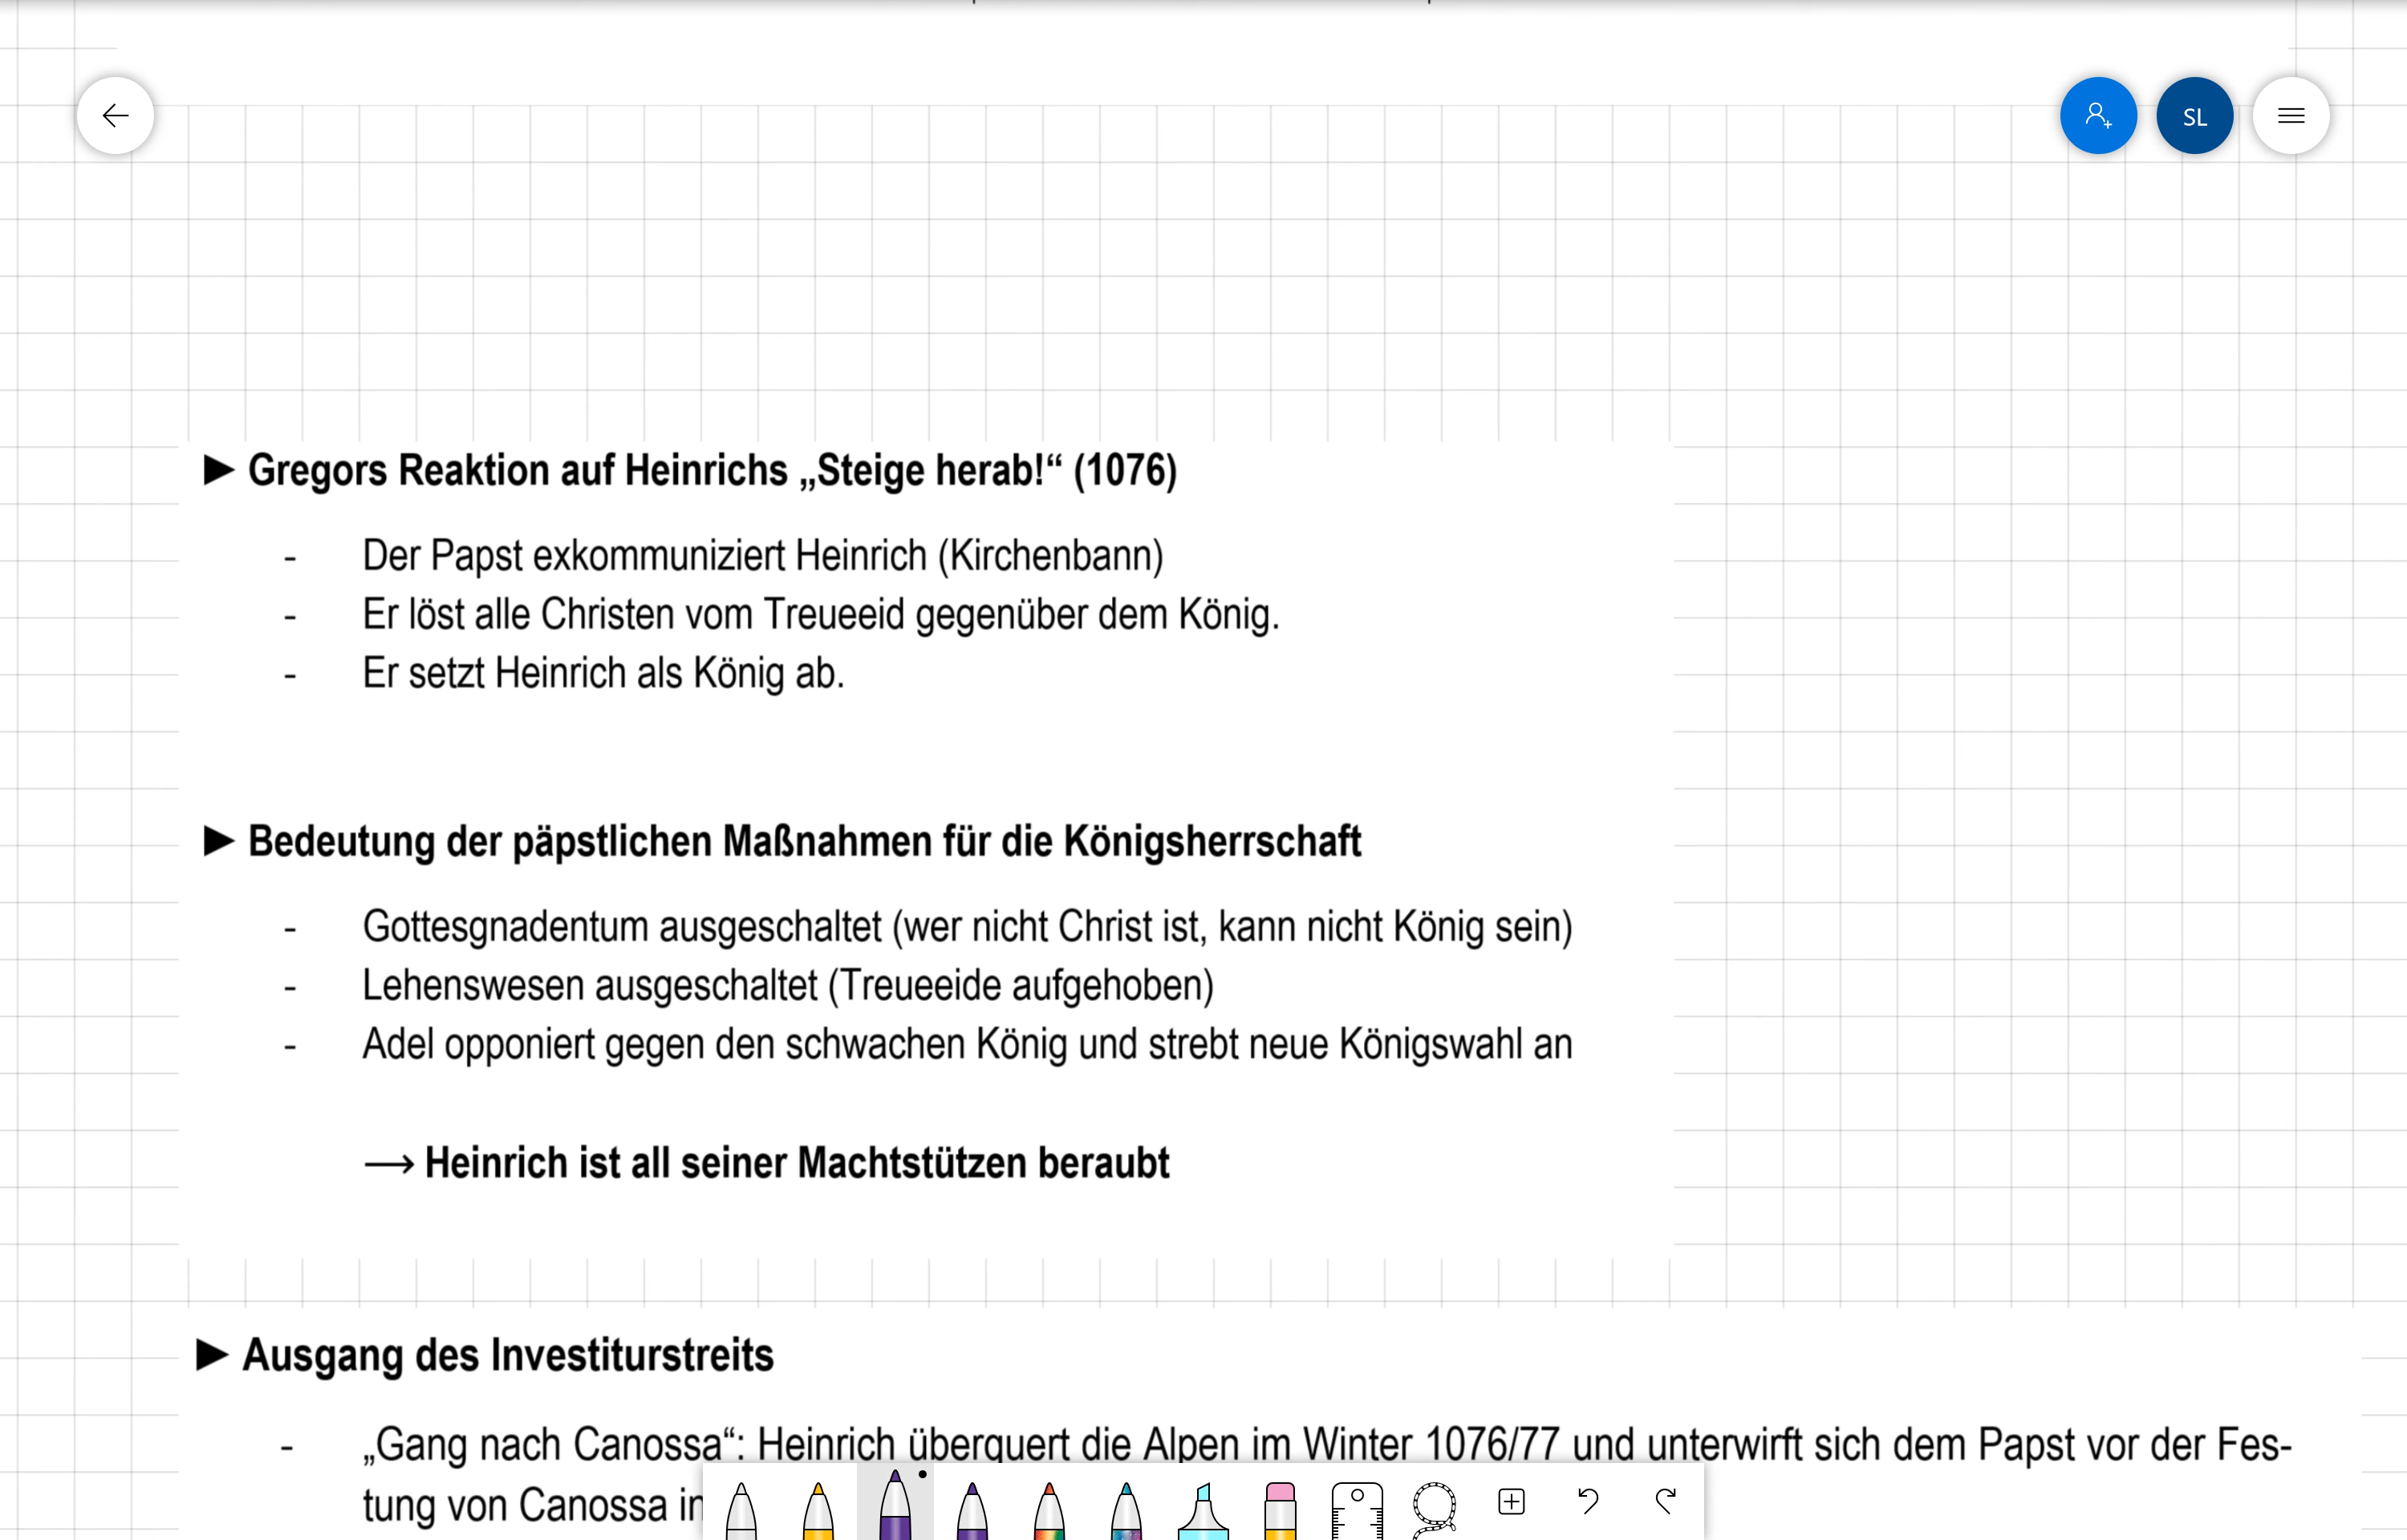 SL
► Gregors Reaktion auf Heinrichs „Steige herab!“ (1076)
- Der Papst exkommuniziert Heinrich (Kirchenbann)
- Er löst alle Christen vom Treueeid gegenüber dem König.
- Er setzt Heinrich als König ab.
► Bedeutung der päpstlichen Maßnahmen für die Königsherrschaft
- Gottesgnadentum ausgeschaltet (wer nicht Christ ist, kann nicht König sein)
- Lehenswesen ausgeschaltet (Treueeide aufgehoben)
- Adel opponiert gegen den schwachen König und strebt neue Königswahl an
⟶ Heinrich ist all seiner Machtstützen beraubt
► Ausgang des Investiturstreits
- „Gang nach Canossa“: Heinrich überquert die Alpen im Winter 1076/77 und unterwirft sich dem Papst vor der Fes-
tung von Canossa